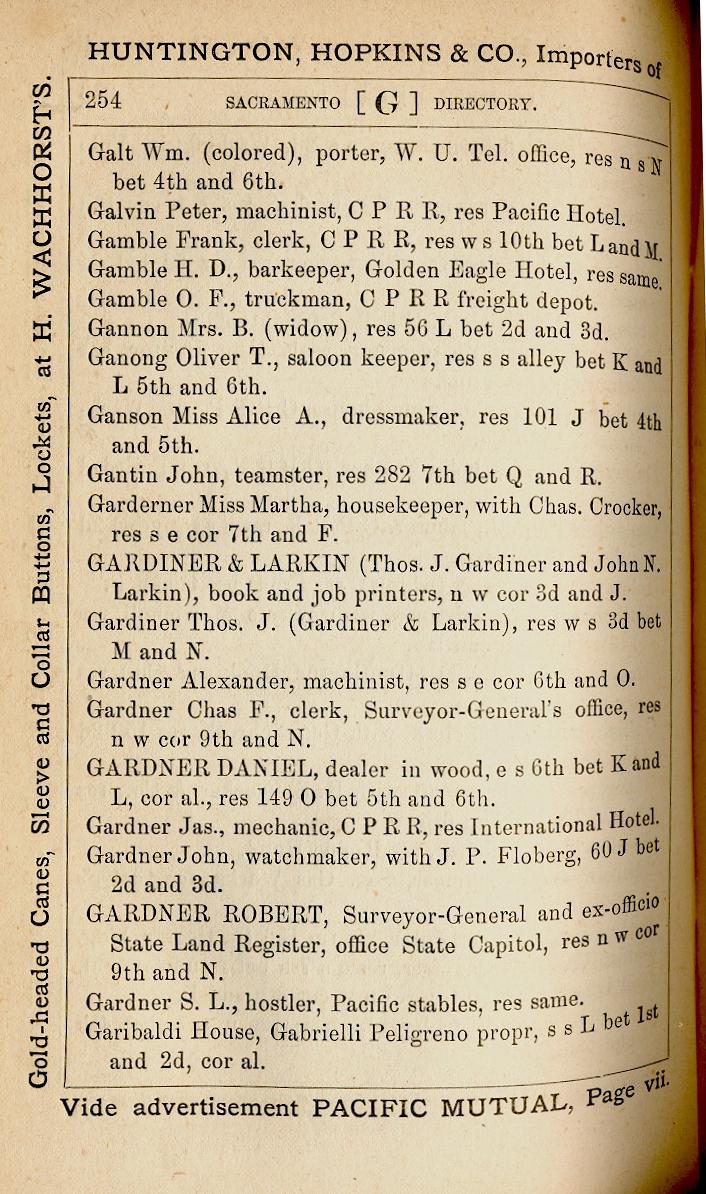 HUNTINGTON, HOPKINS & CO., Importers of
254 SACRAMENTO [ G ] DIRECTORY.
Galt Wm. (colored), porter, W. U. Tel. office, res n s N
bet 4th and 6th.
Galvin Peter, machinist, C P R R, res Pacific Hotel.
Gamble Frank, clerk, C P R R, res w s 10th bet L and M.
Gamble H. D., barkeeper, Golden Eagle Hotel, res same.
Gamble O. F., truckman, C P R R freight depot.
Gannon Mrs. B. (widow), res 56 L bet 2d and 3d.
Ganong Oliver T., saloon keeper, res s s alley bet K and
L 5th and 6th.
Ganson Miss Alice A., dressmaker, res 101 J bet 4th
and 5th.
Gantin John, teamster, res 282 7th bet Q and R.
Garderner Miss Martha, housekeeper, with Chas. Crocker,
res s e cor 7th and F.
GARDINER & LARKIN (Thos. J. Gardiner and John N.
Larkin), book and job printers, n w cor 3d and J.
Gardiner Thos. J. (Gardiner & Larkin), res w s 3d bet
M and N.
Gardner Alexander, machinist, res s e cor 6th and O.
Gardner Chas F., clerk, Surveyor-General's office, res
n w cor 9th and N.
GARDNER DANIEL, dealer in wood, e s 6th bet K and
L, cor al., res 149 O bet 5th and 6th.
Gardner Jas., mechanic, C P R R, res International Hotel.
Gardner John, watchmaker, with J. P. Floberg, 60 J bet
2d and 3d.
GARDNER ROBERT, Surveyor-General and ex-officio
State Land Register, office State Capitol, res n w cor
9th and N.
Gardner S. L., hostler, Pacific stables, res same.
Garibaldi House, Gabrielli Peligreno propr, s s L bet 1st
and 2d, cor al.
Vide advertisement PACIFIC MUTUAL, Page vii.
Gold-headed Canes, Sleeve and Collar Buttons, Lockets, at H. WACHHORST'S.